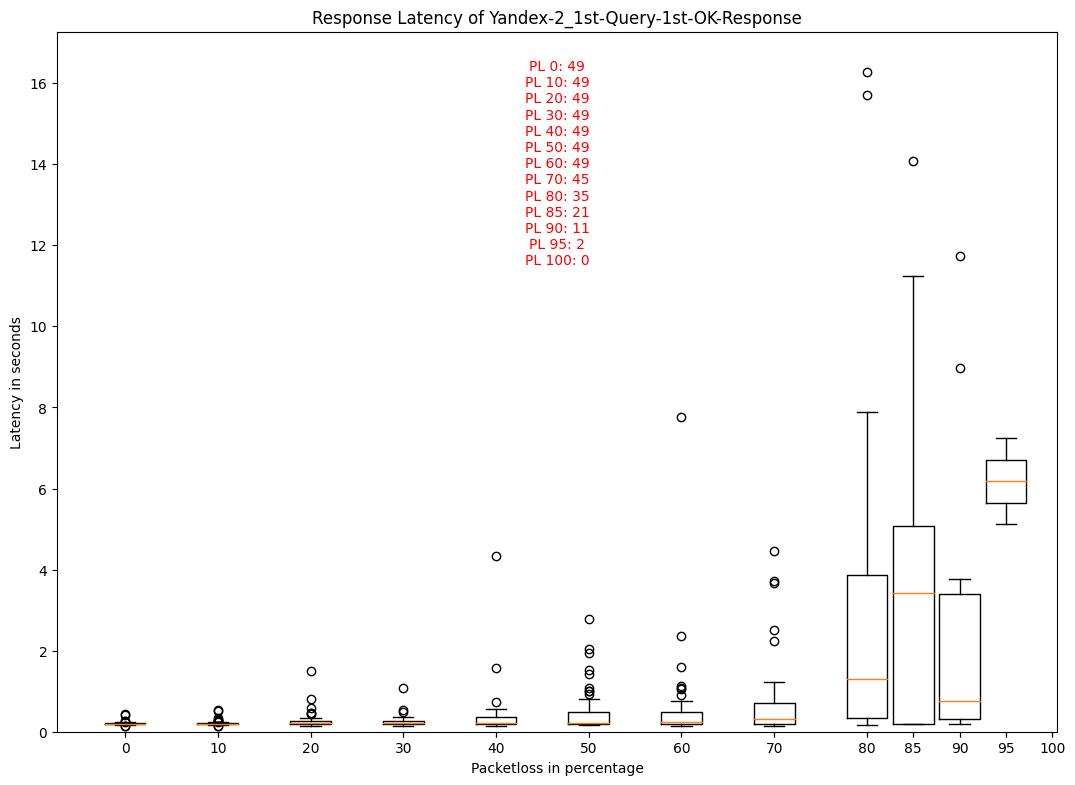 Response Latency of Yandex-2_1st-Query-1st-OK-Response
PL 0: 49
PL 10: 49
PL 20: 49
PL 30: 49
PL 40: 49
PL 50: 49
PL 60: 49
PL 70: 45
PL 80: 35
PL 85: 21
PL 90: 11
PL 95: 2
PL 100: 0
Latency in seconds
16
14
12
10
8
6
4
2
0
0 10 20 30 40 50 60 70 80 85 90 95 100
Packetloss in percentage